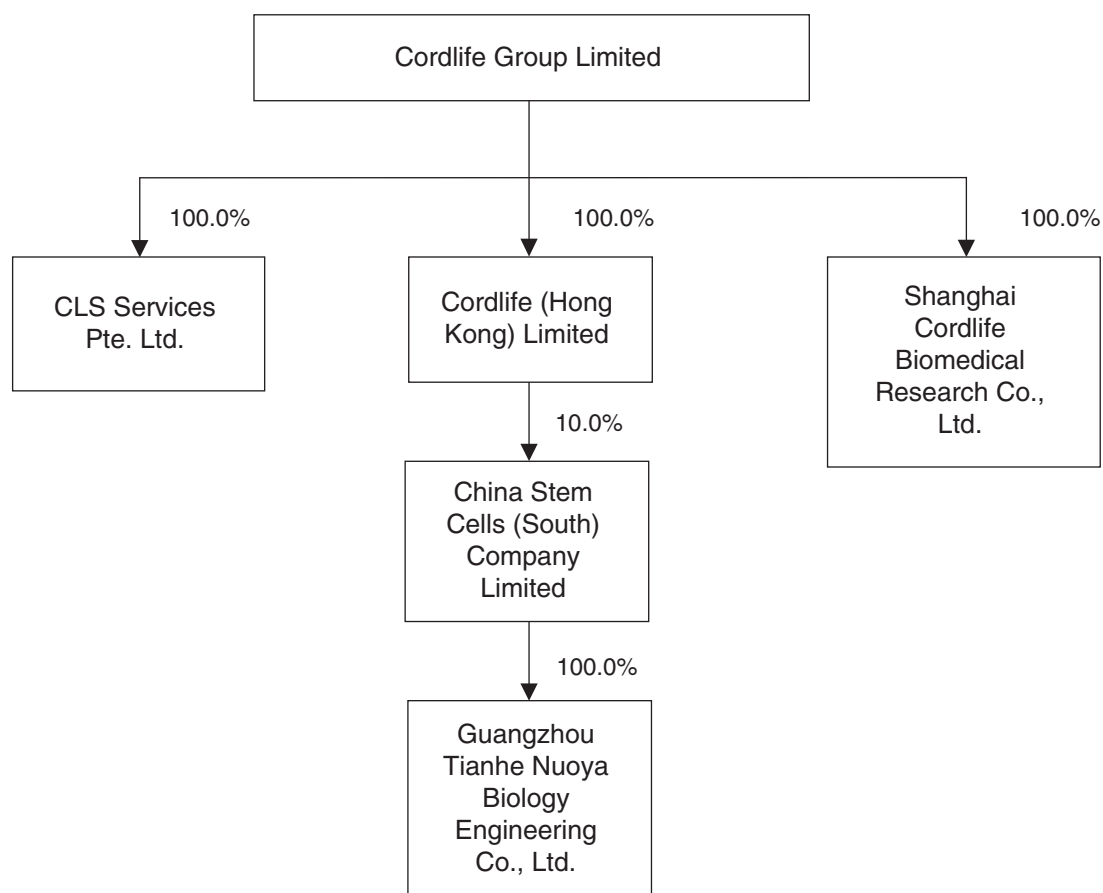 Cordlife Group Limited
100.0%
100.0%
100.0%
CLS Services
Pte. Ltd.
Cordlife (Hong
Kong) Limited
Shanghai
Cordlife
Biomedical
Research Co.,
Ltd.
10.0%
China Stem
Cells (South)
Company
Limited
100.0%
Guangzhou
Tianhe Nuoya
Biology
Engineering
Co., Ltd.